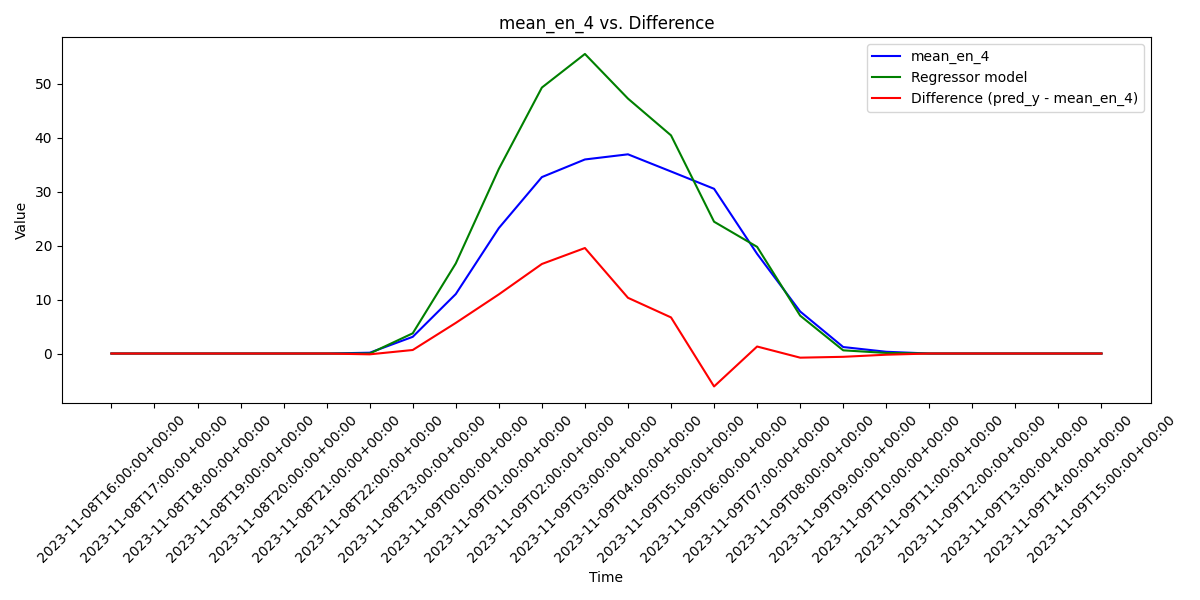 mean_en_4 vs. Difference
mean_en_4
Regressor model
Difference (pred_y - mean_en_4)
Value
50
40
30
20
10
0
2023-11-08T16:00:00+00:00
2023-11-08T17:00:00+00:00
2023-11-08T18:00:00+00:00
2023-11-08T19:00:00+00:00
2023-11-08T20:00:00+00:00
2023-11-08T21:00:00+00:00
2023-11-08T22:00:00+00:00
2023-11-08T23:00:00+00:00
2023-11-09T00:00:00+00:00
2023-11-09T01:00:00+00:00
2023-11-09T02:00:00+00:00
2023-11-09T03:00:00+00:00
2023-11-09T04:00:00+00:00
2023-11-09T05:00:00+00:00
2023-11-09T06:00:00+00:00
2023-11-09T07:00:00+00:00
2023-11-09T08:00:00+00:00
2023-11-09T09:00:00+00:00
2023-11-09T10:00:00+00:00
2023-11-09T11:00:00+00:00
2023-11-09T12:00:00+00:00
2023-11-09T13:00:00+00:00
2023-11-09T14:00:00+00:00
2023-11-09T15:00:00+00:00
Time